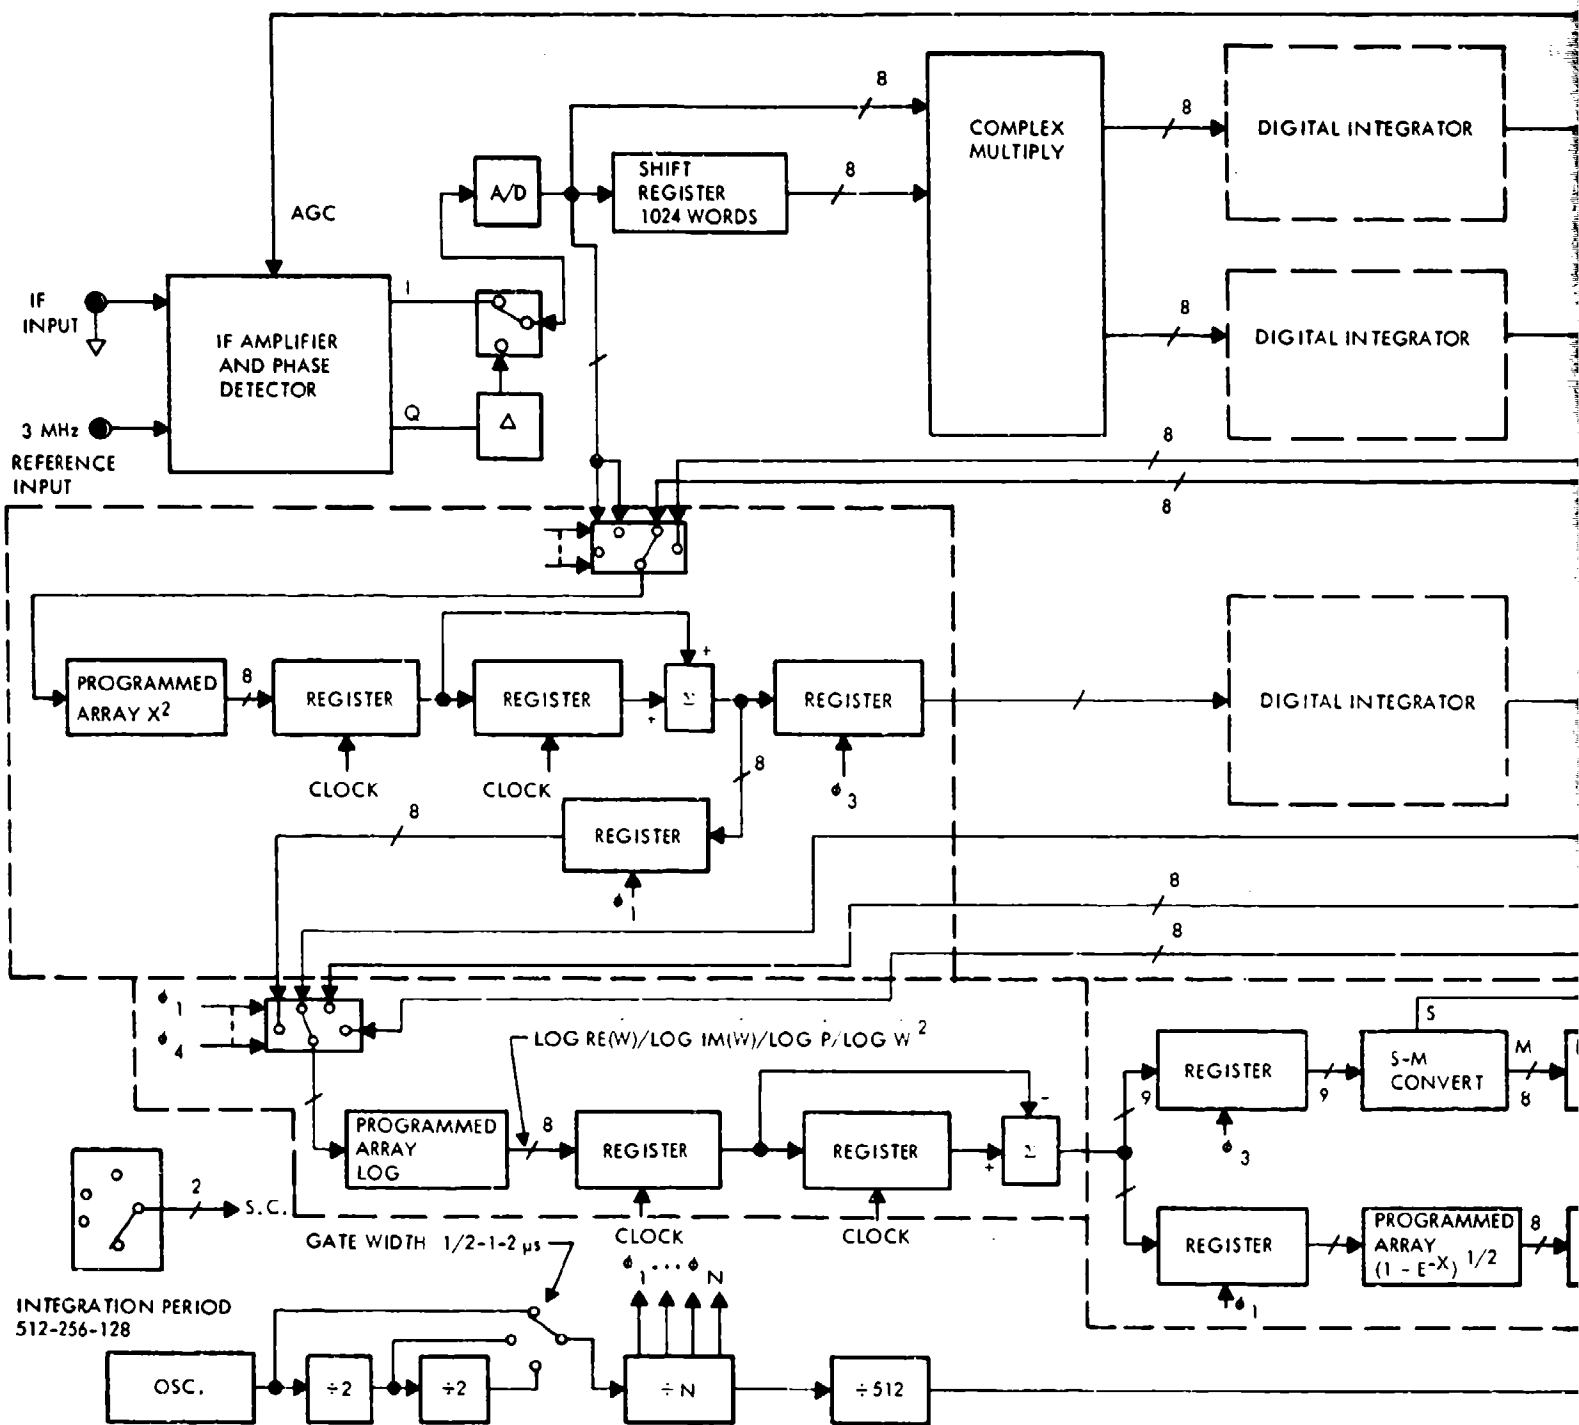 AGC
IF
INPUT
3 MHz
REFERENCE
INPUT
IF AMPLIFIER
AND PHASE
DETECTOR
I
Q
Δ
A/D
SHIFT
REGISTER
1024 WORDS
8
8
COMPLEX
MULTIPLY
8
DIGITAL INTEGRATOR
8
DIGITAL INTEGRATOR
8
8
PROGRAMMED
ARRAY X2
8
REGISTER
CLOCK
REGISTER
CLOCK
+
+
Σ
REGISTER
ϕ3
DIGITAL INTEGRATOR
8
REGISTER
ϕ1
8
8
8
ϕ1
ϕ4
LOG RE(W)/LOG IM(W)/LOG P/LOG W2
PROGRAMMED
ARRAY
LOG
8
REGISTER
CLOCK
REGISTER
CLOCK
-
+
Σ
9
REGISTER
ϕ3
9
S-M
CONVERT
S
M
8
REGISTER
ϕ1
PROGRAMMED
ARRAY
(1 - E-X) 1/2
8
2
S.C.
GATE WIDTH 1/2-1-2 μs
ϕ1...ϕN
INTEGRATION PERIOD
512-256-128
OSC.
÷2
÷2
÷N
÷512